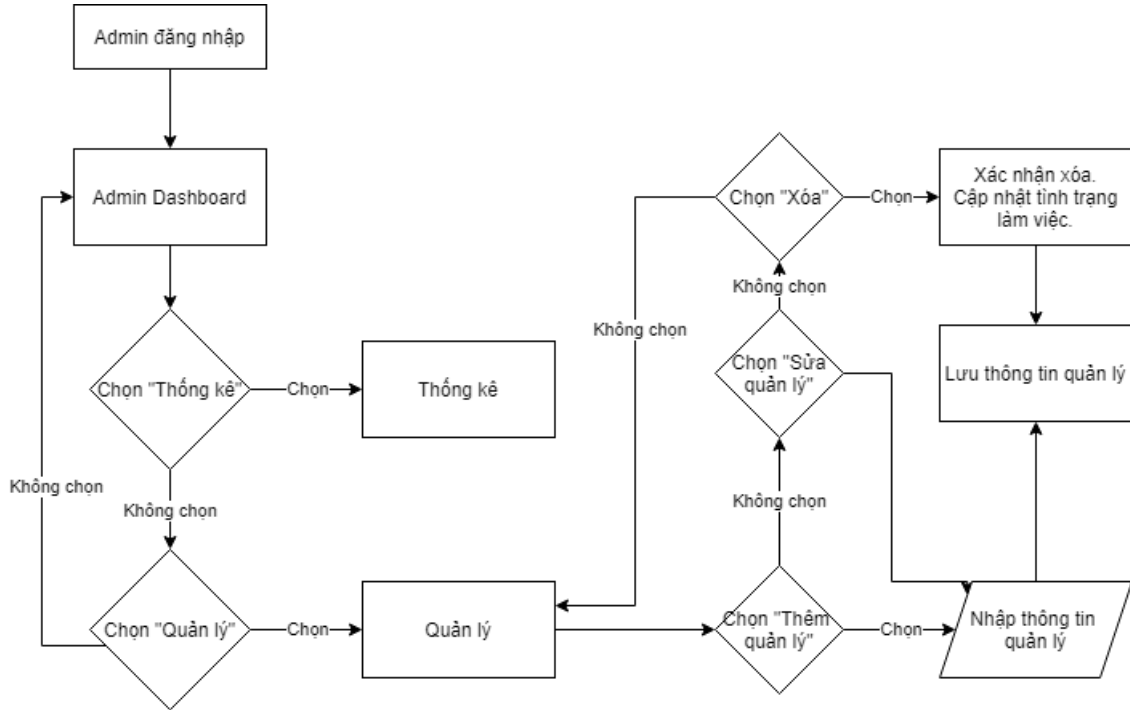 Admin đăng nhập
Admin Dashboard
Chọn "Thống kê"
Chọn
Thống kê
Không chọn
Không chọn
Chọn "Quản lý"
Chọn
Quản lý
Chọn "Thêm
quản lý"
Chọn
Nhập thông tin
quản lý
Không chọn
Chọn "Sửa
quản lý"
Không chọn
Chọn "Xóa"
Chọn
Xác nhận xóa.
Cập nhật tình trạng
làm việc.
Không chọn
Lưu thông tin quản lý